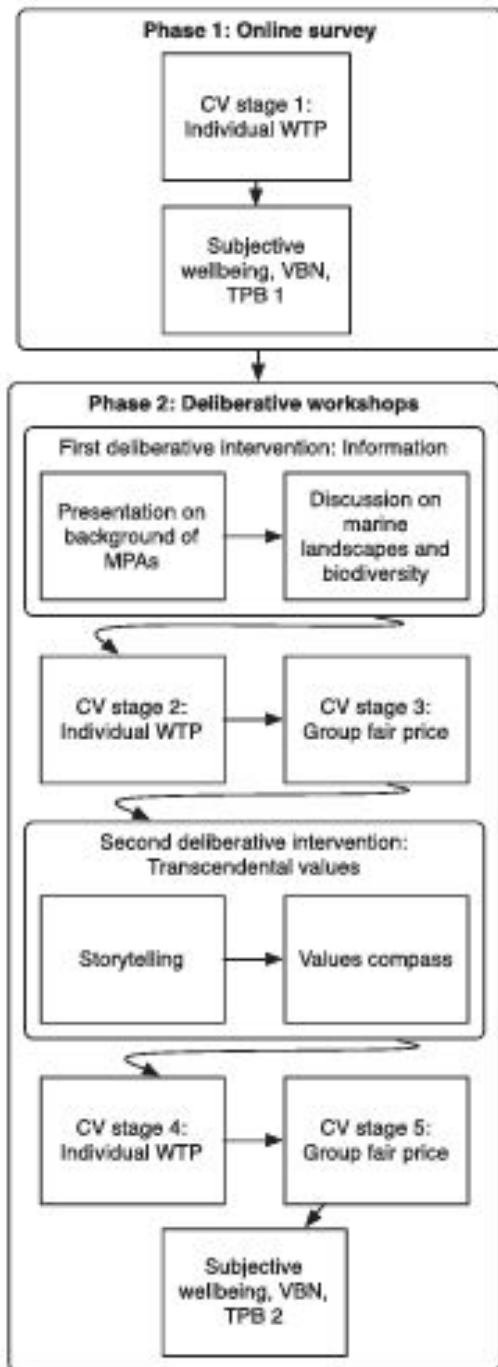 Phase 1: Online survey
CV stage 1:
Individual WTP
Subjective
wellbeing, VBN,
TPB 1
Phase 2: Deliberative workshops
First deliberative intervention: Information
Presentation on
background of
MPAs
Discussion on
marine
landscapes and
biodiversity
CV stage 2:
Individual WTP
CV stage 3:
Group fair price
Second deliberative intervention:
Transcendental values
Storytelling
Values compass
CV stage 4:
Individual WTP
CV stage 5:
Group fair price
Subjective
wellbeing, VBN,
TPB 2